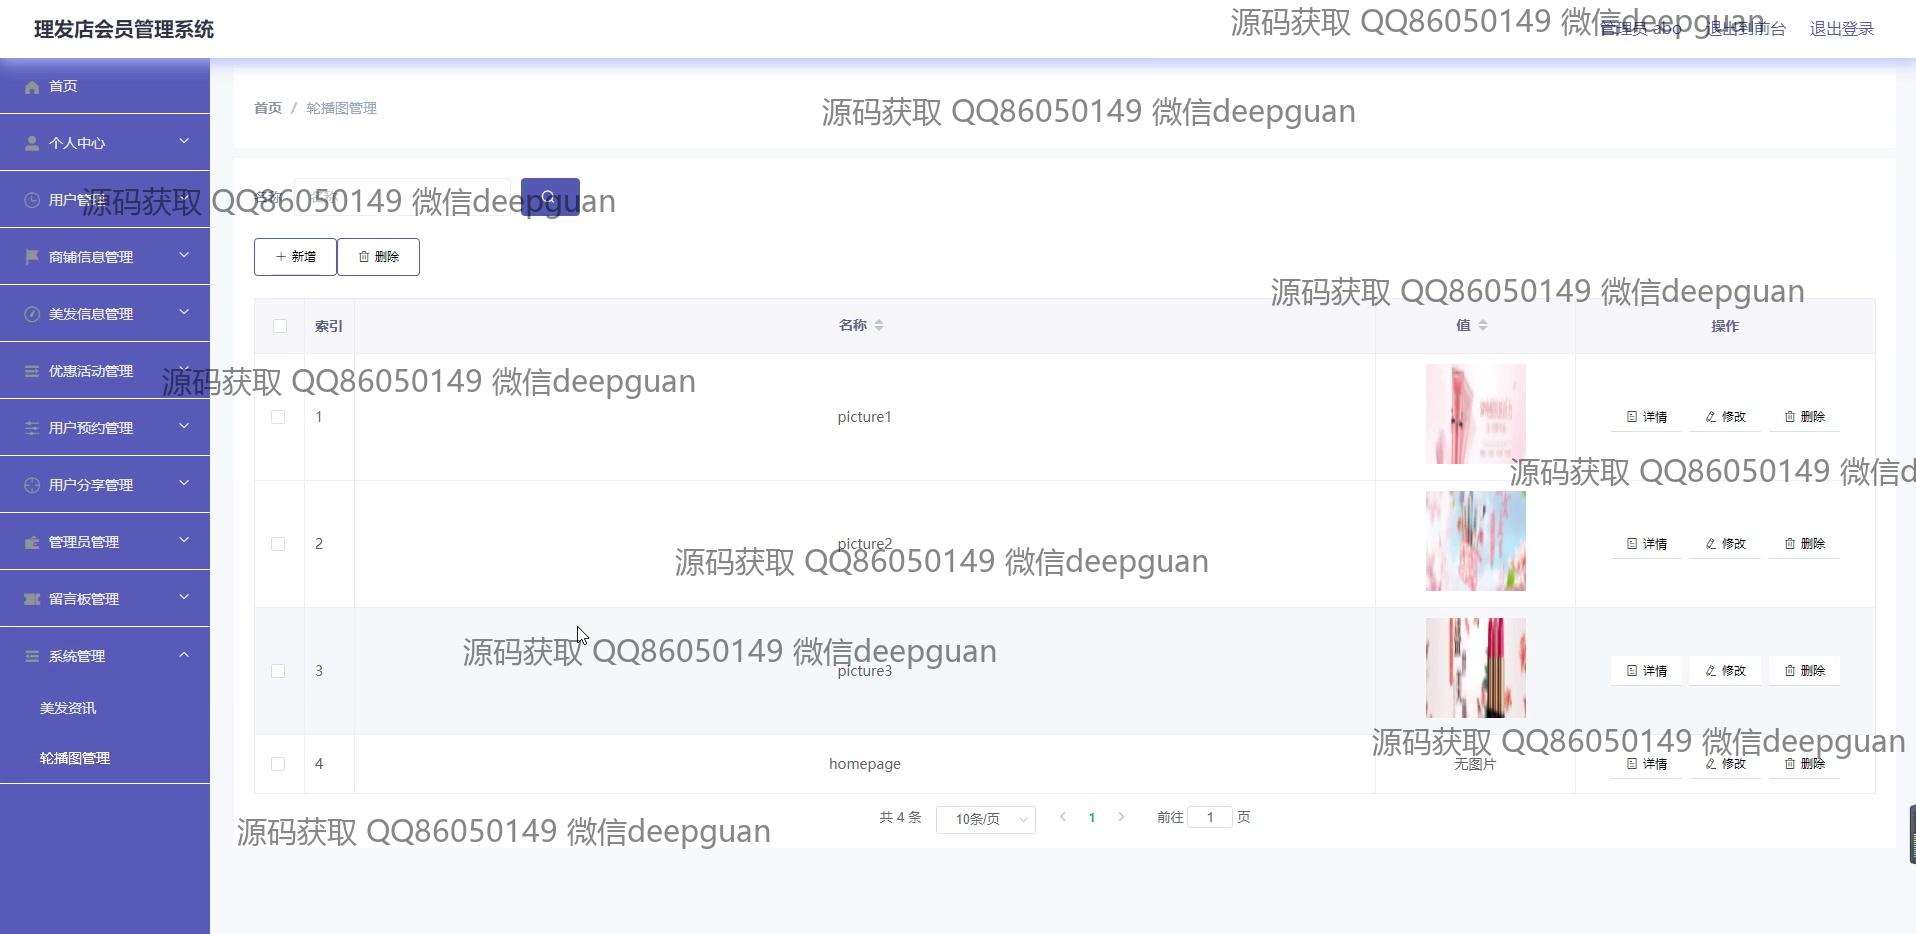 理发店会员管理系统
源码获取 QQ86050149 微信deepguan
管理员 abo 退出到前台 退出登录
首页
个人中心
用户管理
商铺信息管理
美发信息管理
优惠活动管理
用户预约管理
用户分享管理
管理员管理
留言板管理
系统管理
美发资讯
轮播图管理
首页 / 轮播图管理
源码获取 QQ86050149 微信deepguan
名称 名称
源码获取 QQ86050149 微信deepguan
新增 删除
源码获取 QQ86050149 微信deepguan
索引 名称 值 操作
源码获取 QQ86050149 微信deepguan
1 picture1 详情 修改 删除
源码获取 QQ86050149 微信d
2 picture2 详情 修改 删除
源码获取 QQ86050149 微信deepguan
源码获取 QQ86050149 微信deepguan
3 picture3 详情 修改 删除
源码获取 QQ86050149 微信deepguan
4 homepage 无图片 详情 修改 删除
共 4 条 10条/页 1 前往 1 页
源码获取 QQ86050149 微信deepguan